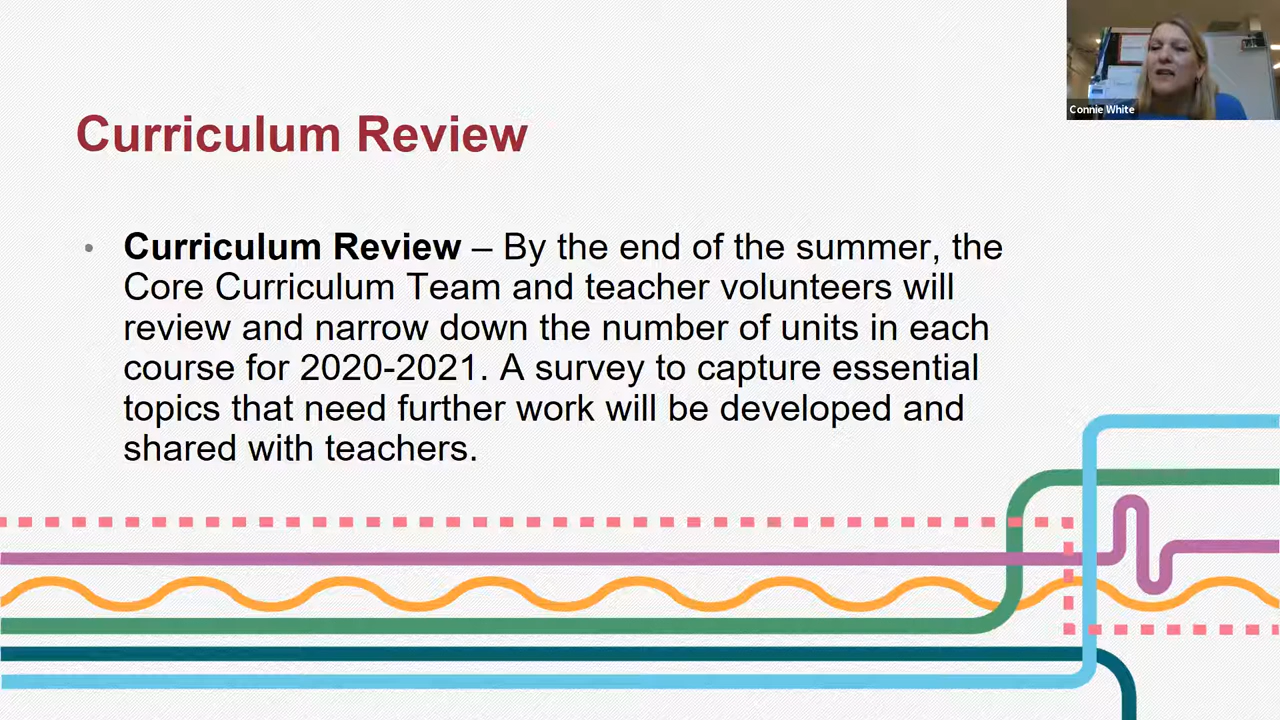 Connie White
Curriculum Review
• Curriculum Review – By the end of the summer, the
Core Curriculum Team and teacher volunteers will
review and narrow down the number of units in each
course for 2020-2021. A survey to capture essential
topics that need further work will be developed and
shared with teachers.